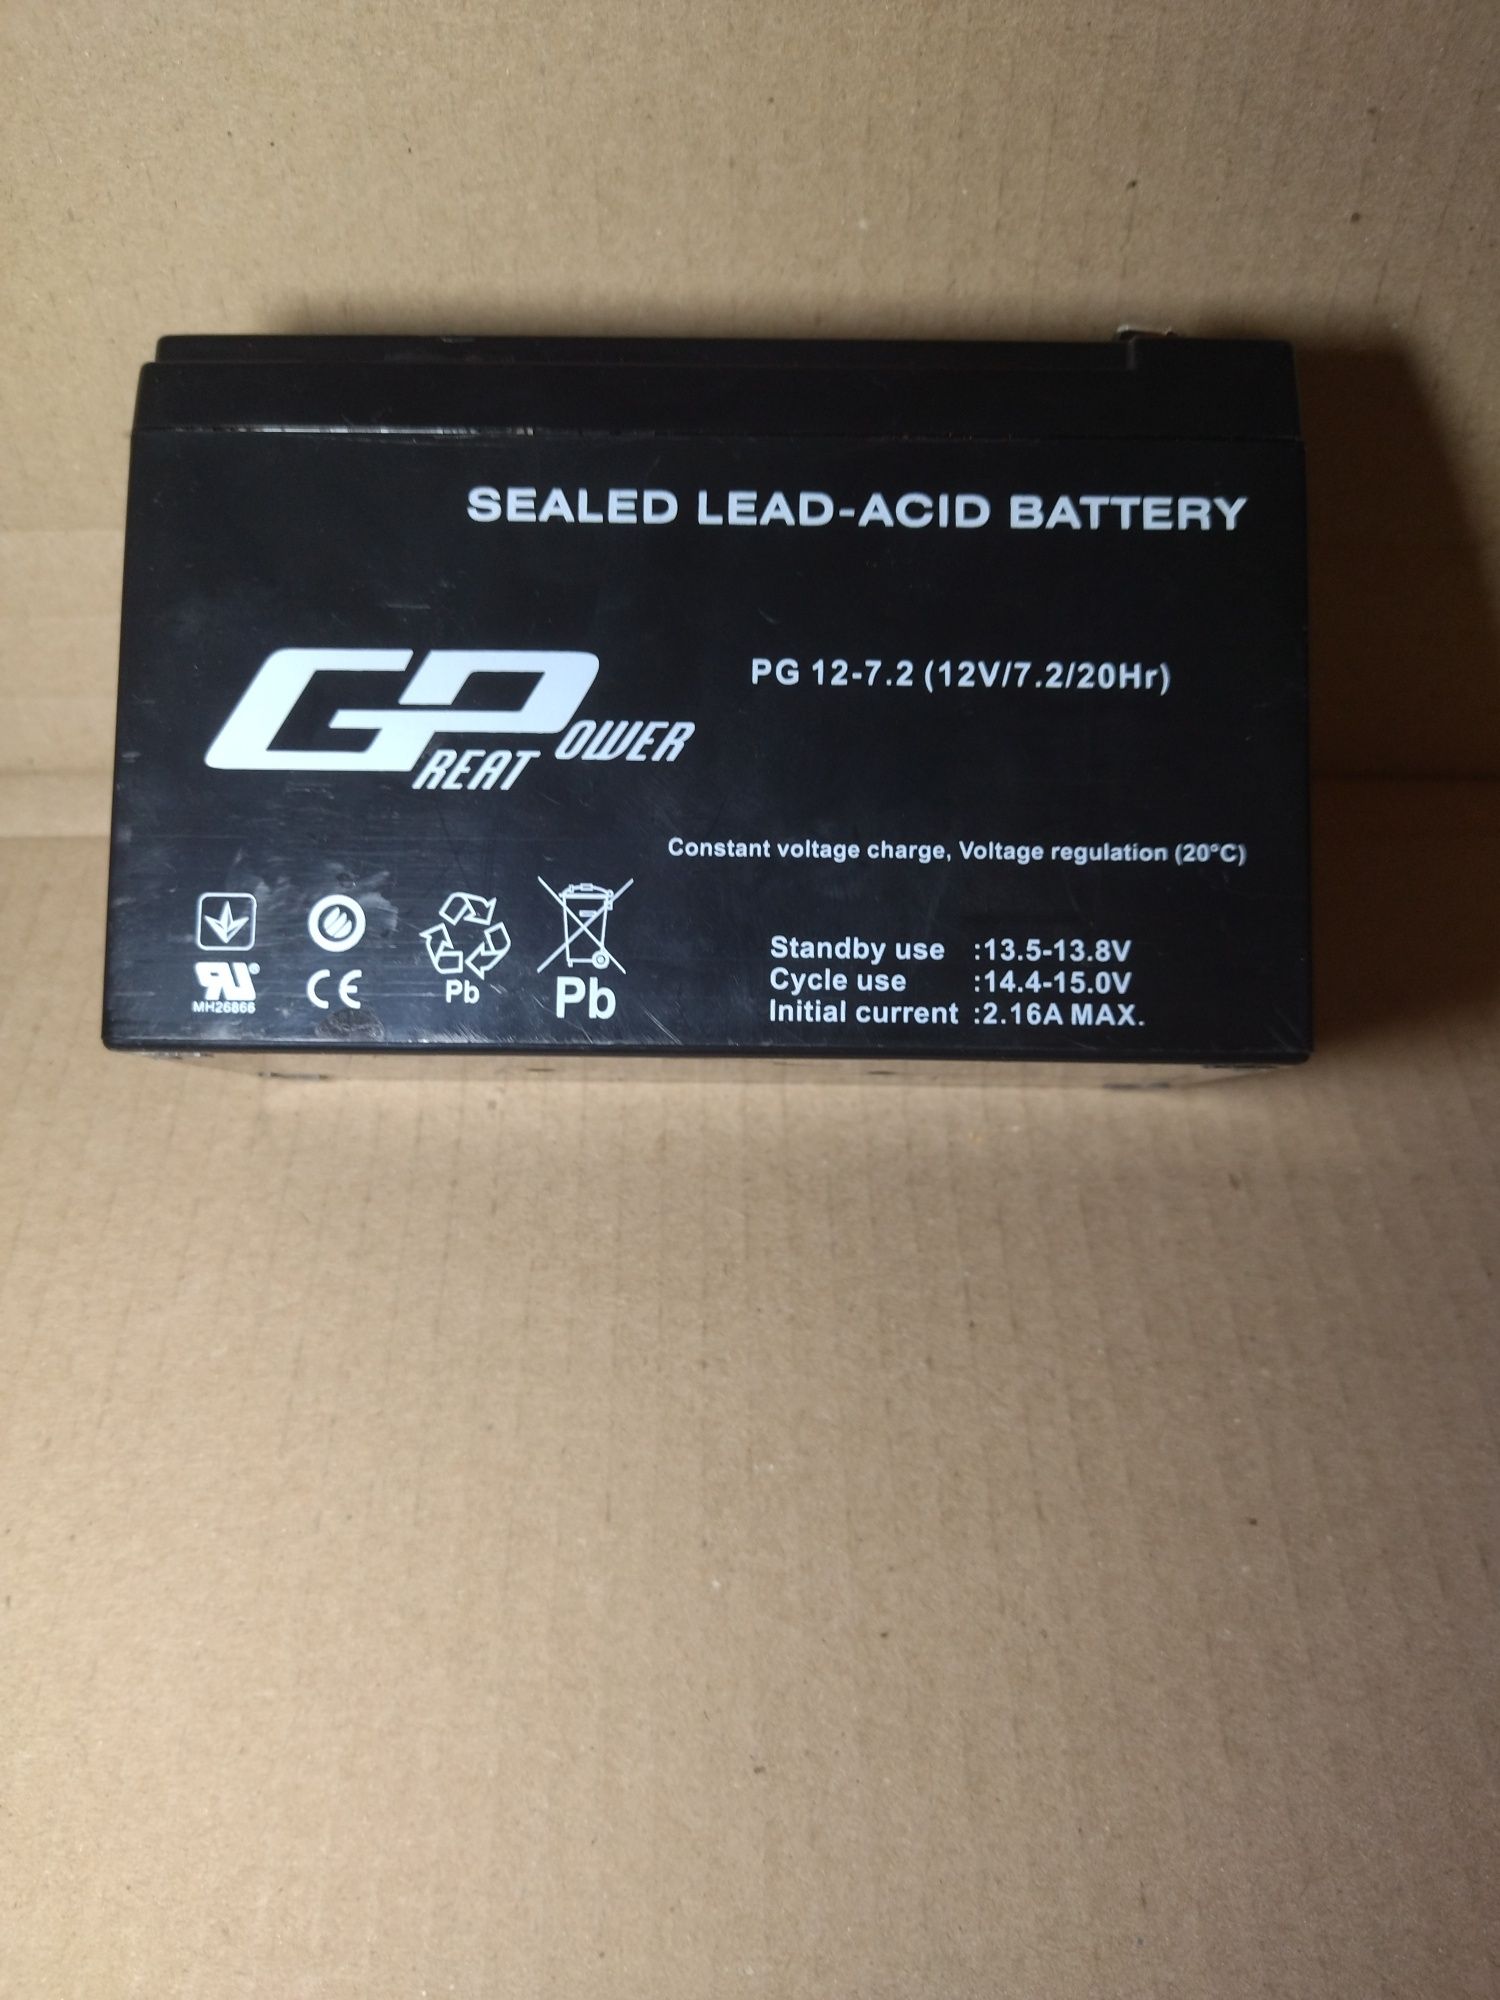 SEALED LEAD-ACID BATTERY
GP
GREAT POWER
PG 12-7.2 (12V/7.2/20Hr)
Constant voltage charge, Voltage regulation (20°C)
Standby use :13.5-13.8V
Cycle use :14.4-15.0V
Initial current :2.16A MAX.
MH26866
CE
Pb
Pb